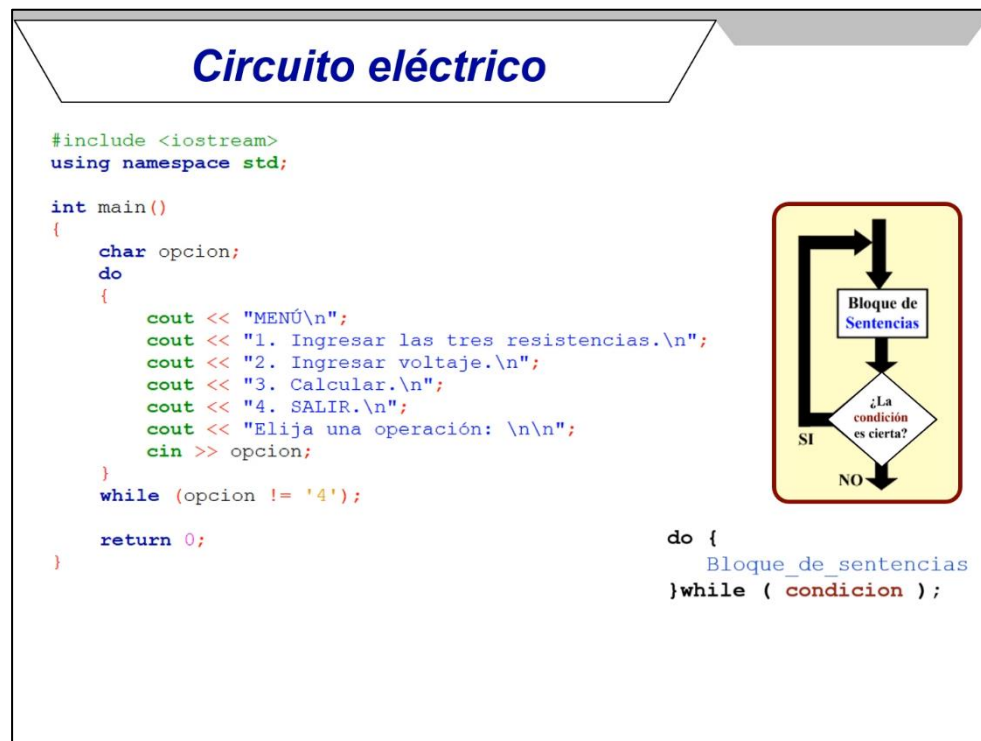 Circuito eléctrico
#include <iostream>
using namespace std;
int main()
{
    char opcion;
    do
    {
        cout << "MENÚ\n";
        cout << "1. Ingresar las tres resistencias.\n";
        cout << "2. Ingresar voltaje.\n";
        cout << "3. Calcular.\n";
        cout << "4. SALIR.\n";
        cout << "Elija una operación: \n\n";
        cin >> opcion;
    }
    while (opcion != '4');
    return 0;
}
Bloque de
Sentencias
¿La
condición
es cierta?
SI
NO
do {
   Bloque_de_sentencias
}while ( condicion );